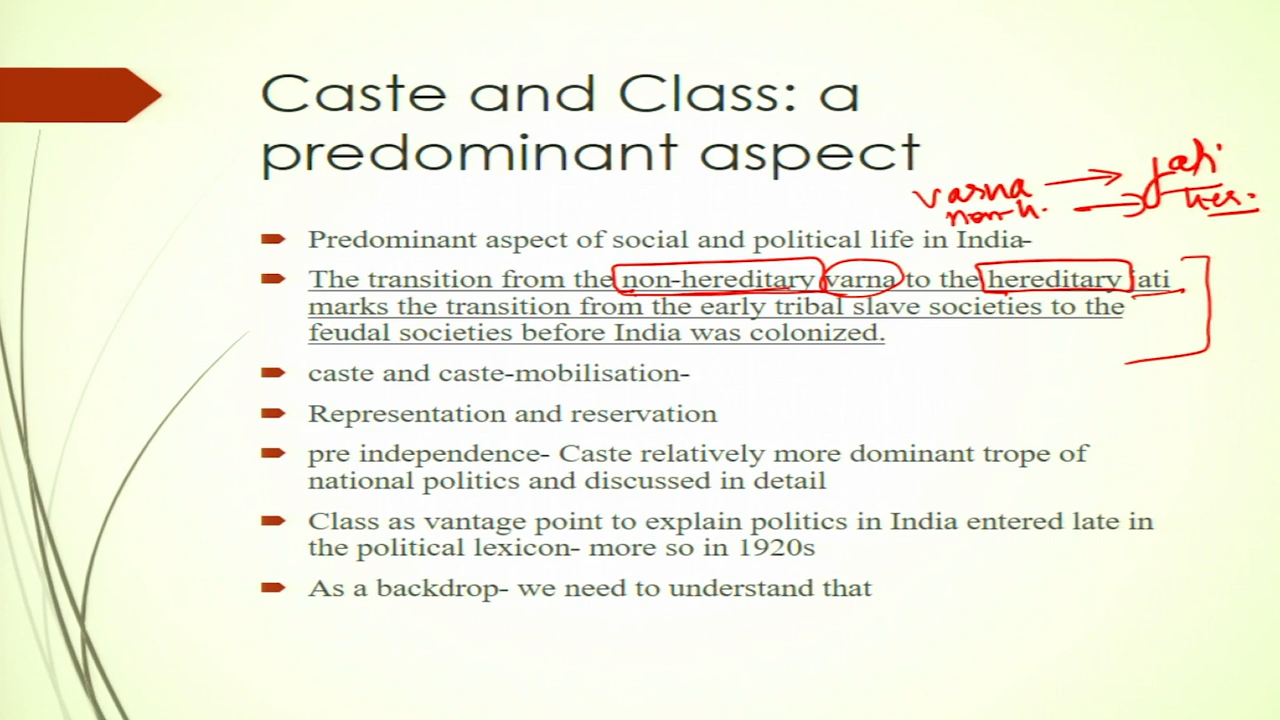 Caste and Class: a
predominant aspect
varna → Jati
non-h. → her.
Predominant aspect of social and political life in India-
The transition from the non-hereditary varna to the hereditary jati
marks the transition from the early tribal slave societies to the
feudal societies before India was colonized.
caste and caste-mobilisation-
Representation and reservation
pre independence- Caste relatively more dominant trope of
national politics and discussed in detail
Class as vantage point to explain politics in India entered late in
the political lexicon- more so in 1920s
As a backdrop- we need to understand that